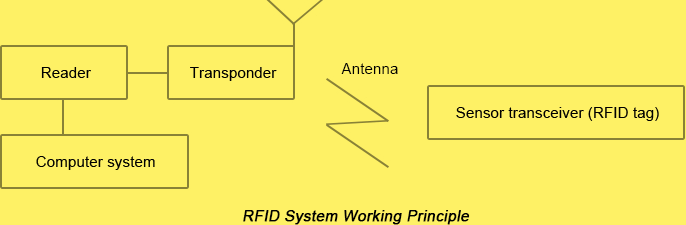 Antenna
Reader
Transponder
Sensor transceiver (RFID tag)
Computer system
RFID System Working Principle